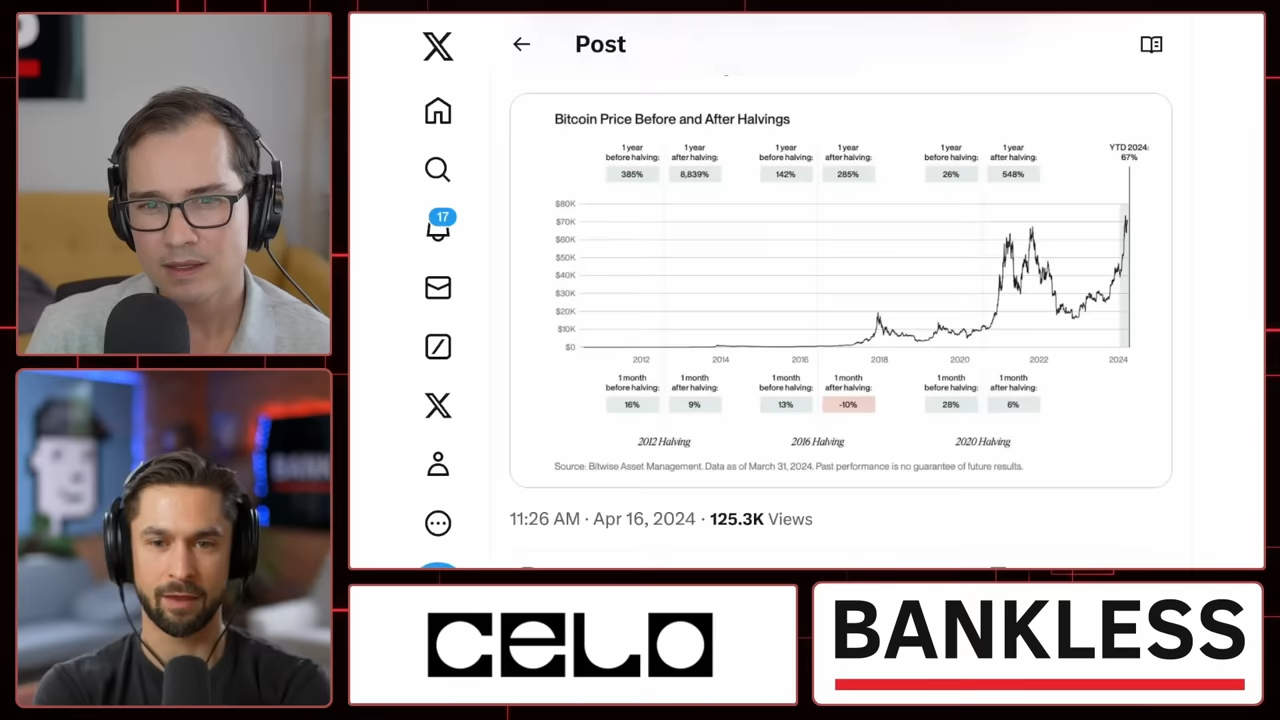 Post
17
Bitcoin Price Before and After Halvings
1 year before halving: 385%
1 year after halving: 8,839%
1 year before halving: 142%
1 year after halving: 285%
1 year before halving: 26%
1 year after halving: 548%
YTD 2024: 67%
$80K
$70K
$60K
$50K
$40K
$30K
$20K
$10K
$0
2012 2014 2016 2018 2020 2022 2024
1 month before halving: 16%
1 month after halving: 9%
1 month before halving: 13%
1 month after halving: -10%
1 month before halving: 28%
1 month after halving: 6%
2012 Halving 2016 Halving 2020 Halving
Source: Bitwise Asset Management. Data as of March 31, 2024. Past performance is no guarantee of future results.
11:26 AM · Apr 16, 2024 · 125.3K Views
CELO
BANKLESS